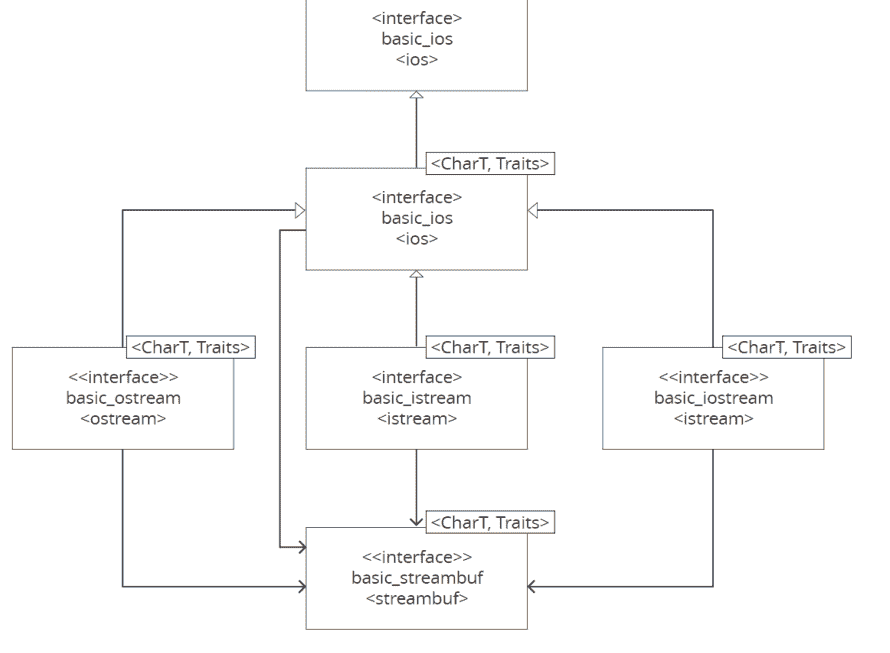 <interface>
basic_ios
<ios>
<CharT, Traits>
<interface>
basic_ios
<ios>
<CharT, Traits>
<<interface>>
basic_ostream
<ostream>
<CharT, Traits>
<interface>
basic_istream
<istream>
<CharT, Traits>
<<interface>>
basic_iostream
<istream>
<CharT, Traits>
<<interface>>
basic_streambuf
<streambuf>